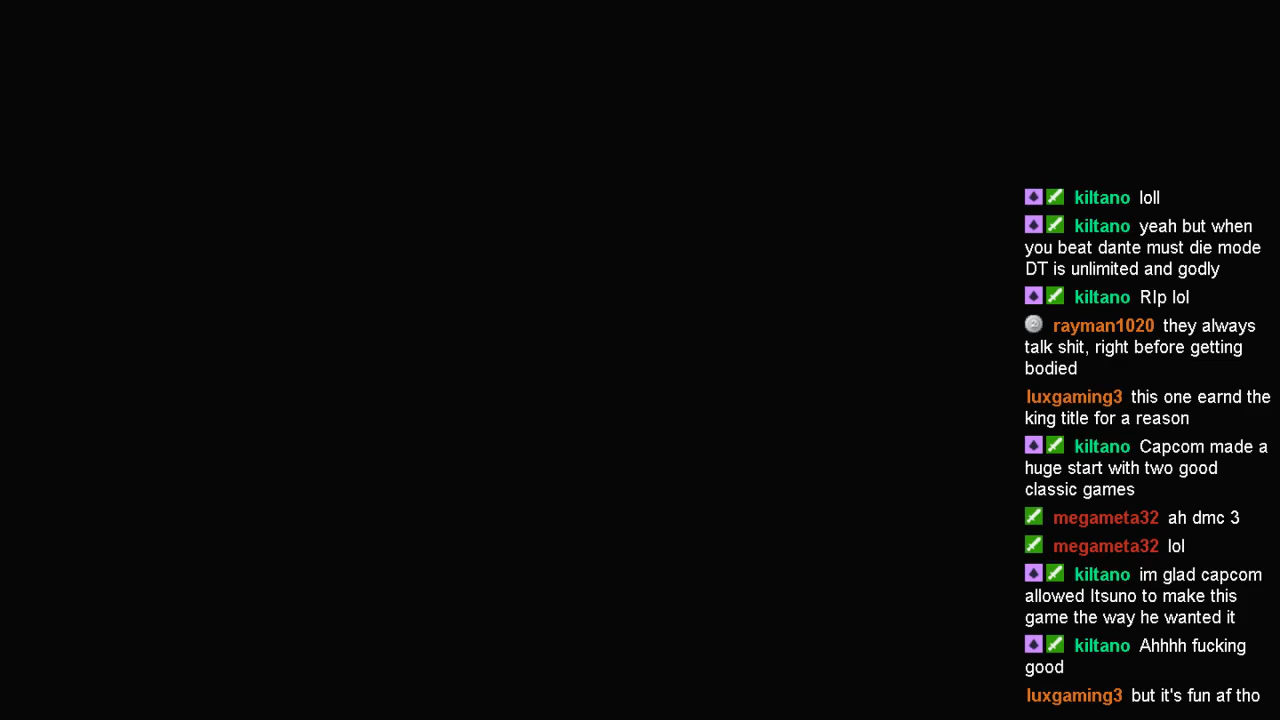 kiltano loll
kiltano yeah but when
you beat dante must die mode
DT is unlimited and godly
kiltano RIp lol
rayman1020 they always
talk shit, right before getting
bodied
luxgaming3 this one earnd the
king title for a reason
kiltano Capcom made a
huge start with two good
classic games
megameta32 ah dmc 3
megameta32 lol
kiltano im glad capcom
allowed Itsuno to make this
game the way he wanted it
kiltano Ahhhh fucking
good
luxgaming3 but it's fun af tho